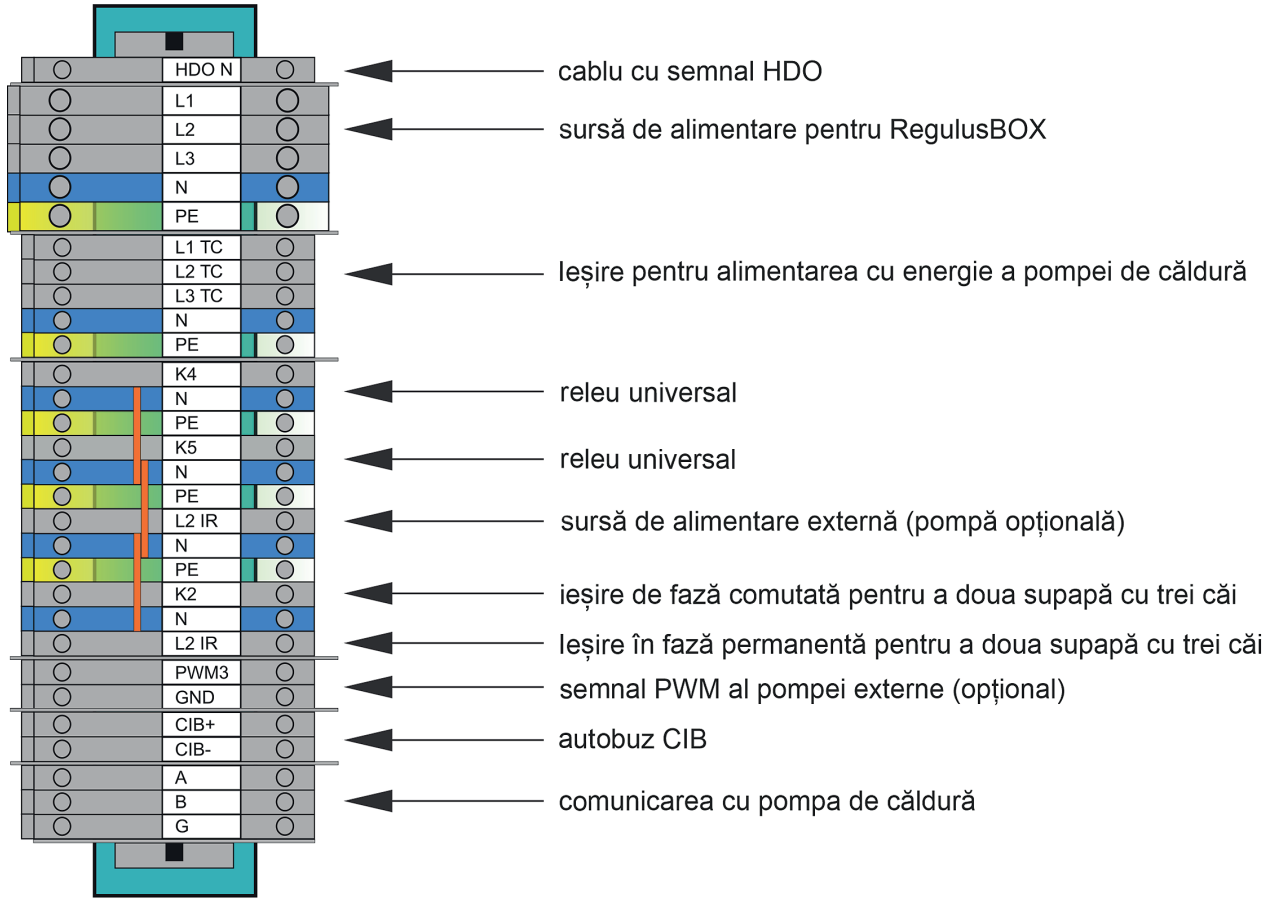 HDO N
cablu cu semnal HDO
L1
L2
sursă de alimentare pentru RegulusBOX
L3
N
PE
L1 TC
L2 TC
Ieșire pentru alimentarea cu energie a pompei de căldură
L3 TC
N
PE
K4
N
releu universal
PE
K5
releu universal
N
PE
L2 IR
sursă de alimentare externă (pompă opțională)
N
PE
K2
ieșire de fază comutată pentru a doua supapă cu trei căi
N
L2 IR
Ieșire în fază permanentă pentru a doua supapă cu trei căi
PWM3
semnal PWM al pompei externe (opțional)
GND
CIB+
autobuz CIB
CIB-
A
B
comunicarea cu pompa de căldură
G